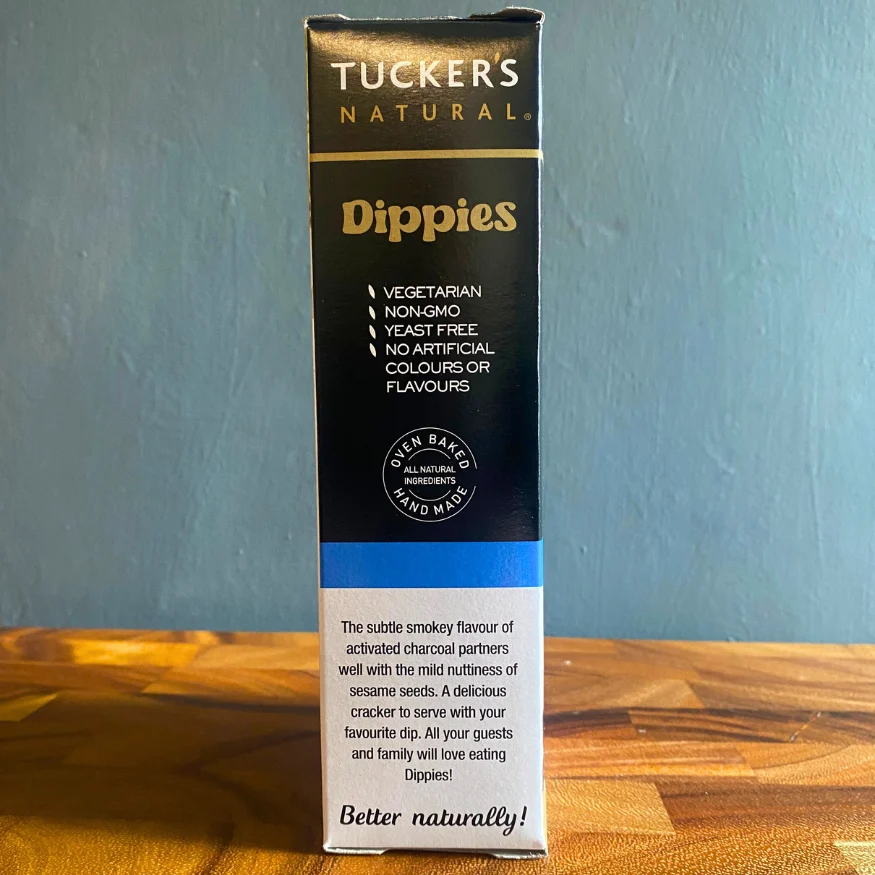 TUCKER'S
NATURAL®
Dippies
VEGETARIAN
NON-GMO
YEAST FREE
NO ARTIFICIAL
COLOURS OR
FLAVOURS
OVEN BAKED
ALL NATURAL
INGREDIENTS
HAND MADE
The subtle smokey flavour of
activated charcoal partners
well with the mild nuttiness of
sesame seeds. A delicious
cracker to serve with your
favourite dip. All your guests
and family will love eating
Dippies!
Better naturally!